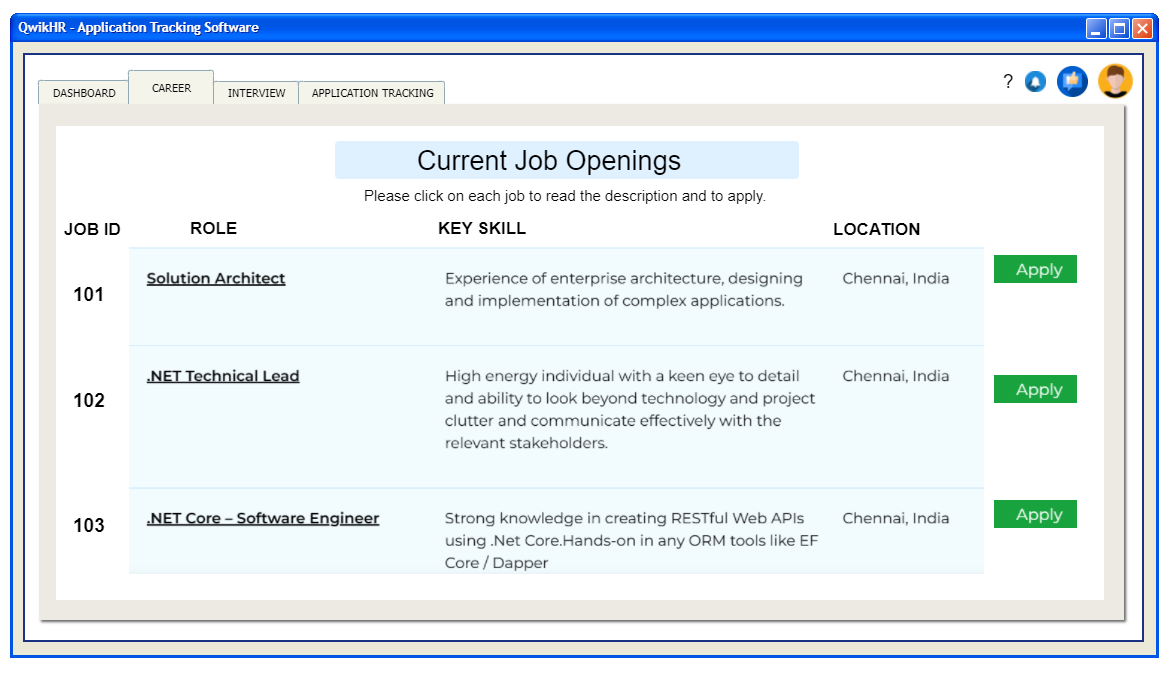 QwikHR - Application Tracking Software
DASHBOARD
CAREER
INTERVIEW
APPLICATION TRACKING
?
Current Job Openings
Please click on each job to read the description and to apply.
JOB ID
ROLE
KEY SKILL
LOCATION
101
Solution Architect
Experience of enterprise architecture, designing
and implementation of complex applications.
Chennai, India
Apply
102
.NET Technical Lead
High energy individual with a keen eye to detail
and ability to look beyond technology and project
clutter and communicate effectively with the
relevant stakeholders.
Chennai, India
Apply
103
.NET Core – Software Engineer
Strong knowledge in creating RESTful Web APIs
using .Net Core.Hands-on in any ORM tools like EF
Core / Dapper
Chennai, India
Apply